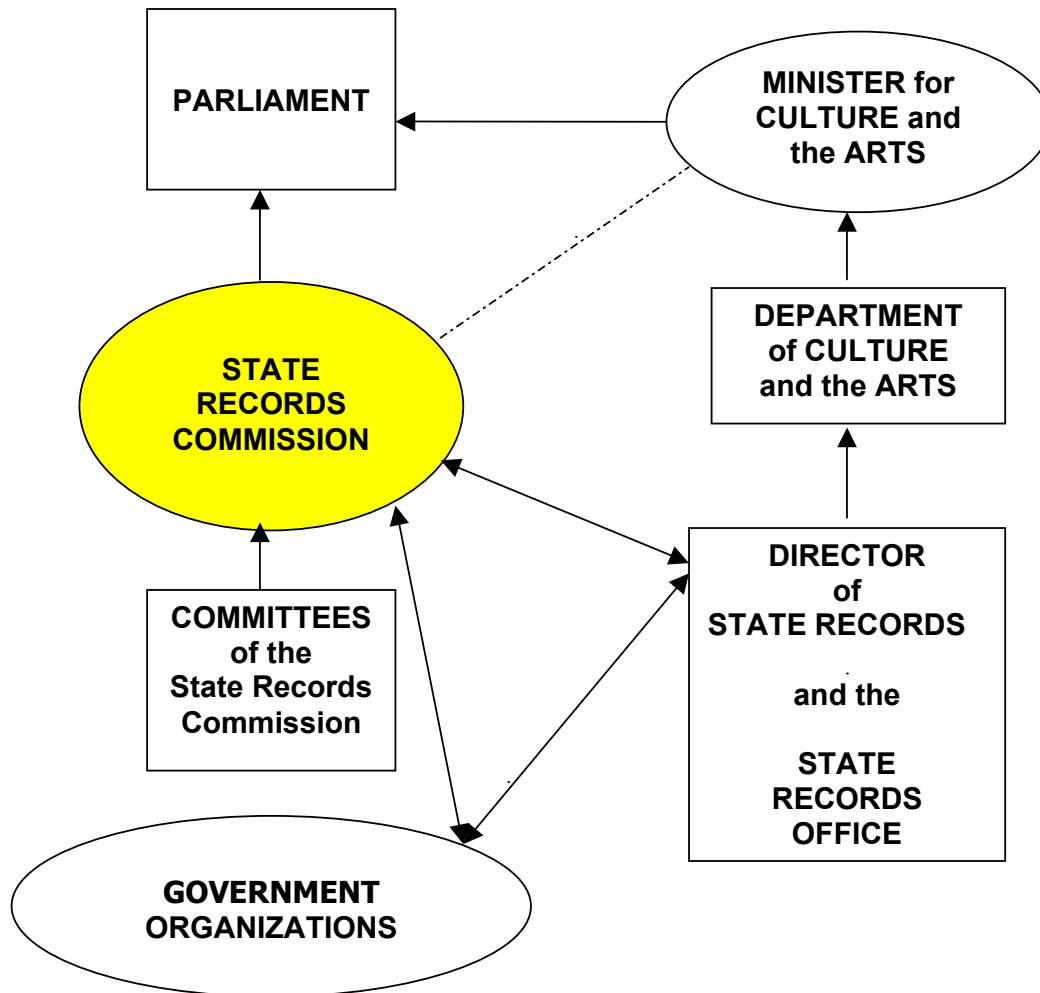 PARLIAMENT
MINISTER for
CULTURE and
the ARTS
STATE
RECORDS
COMMISSION
DEPARTMENT
of CULTURE
and the ARTS
COMMITTEES
of the
State Records
Commission
DIRECTOR
of
STATE RECORDS
and the
STATE
RECORDS
OFFICE
GOVERNMENT
ORGANIZATIONS